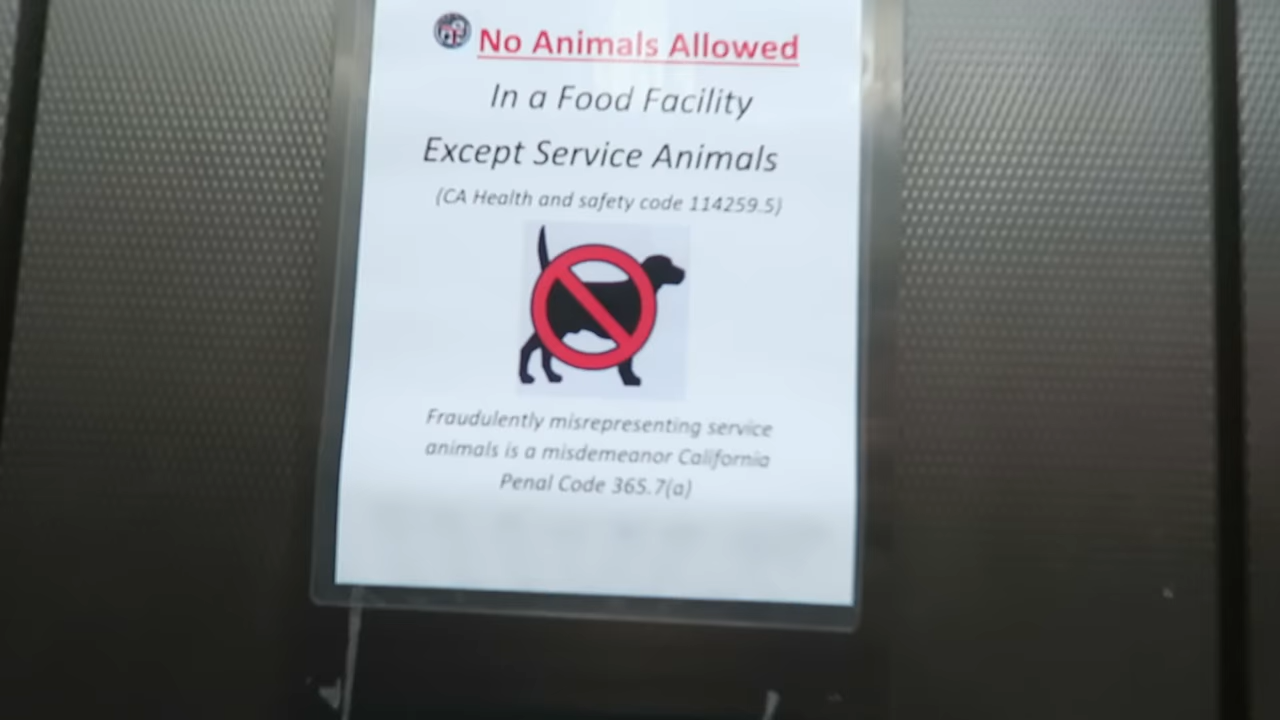 No Animals Allowed
In a Food Facility
Except Service Animals
(CA Health and safety code 114259.5)
Fraudulently misrepresenting service
animals is a misdemeanor California
Penal Code 365.7(a)